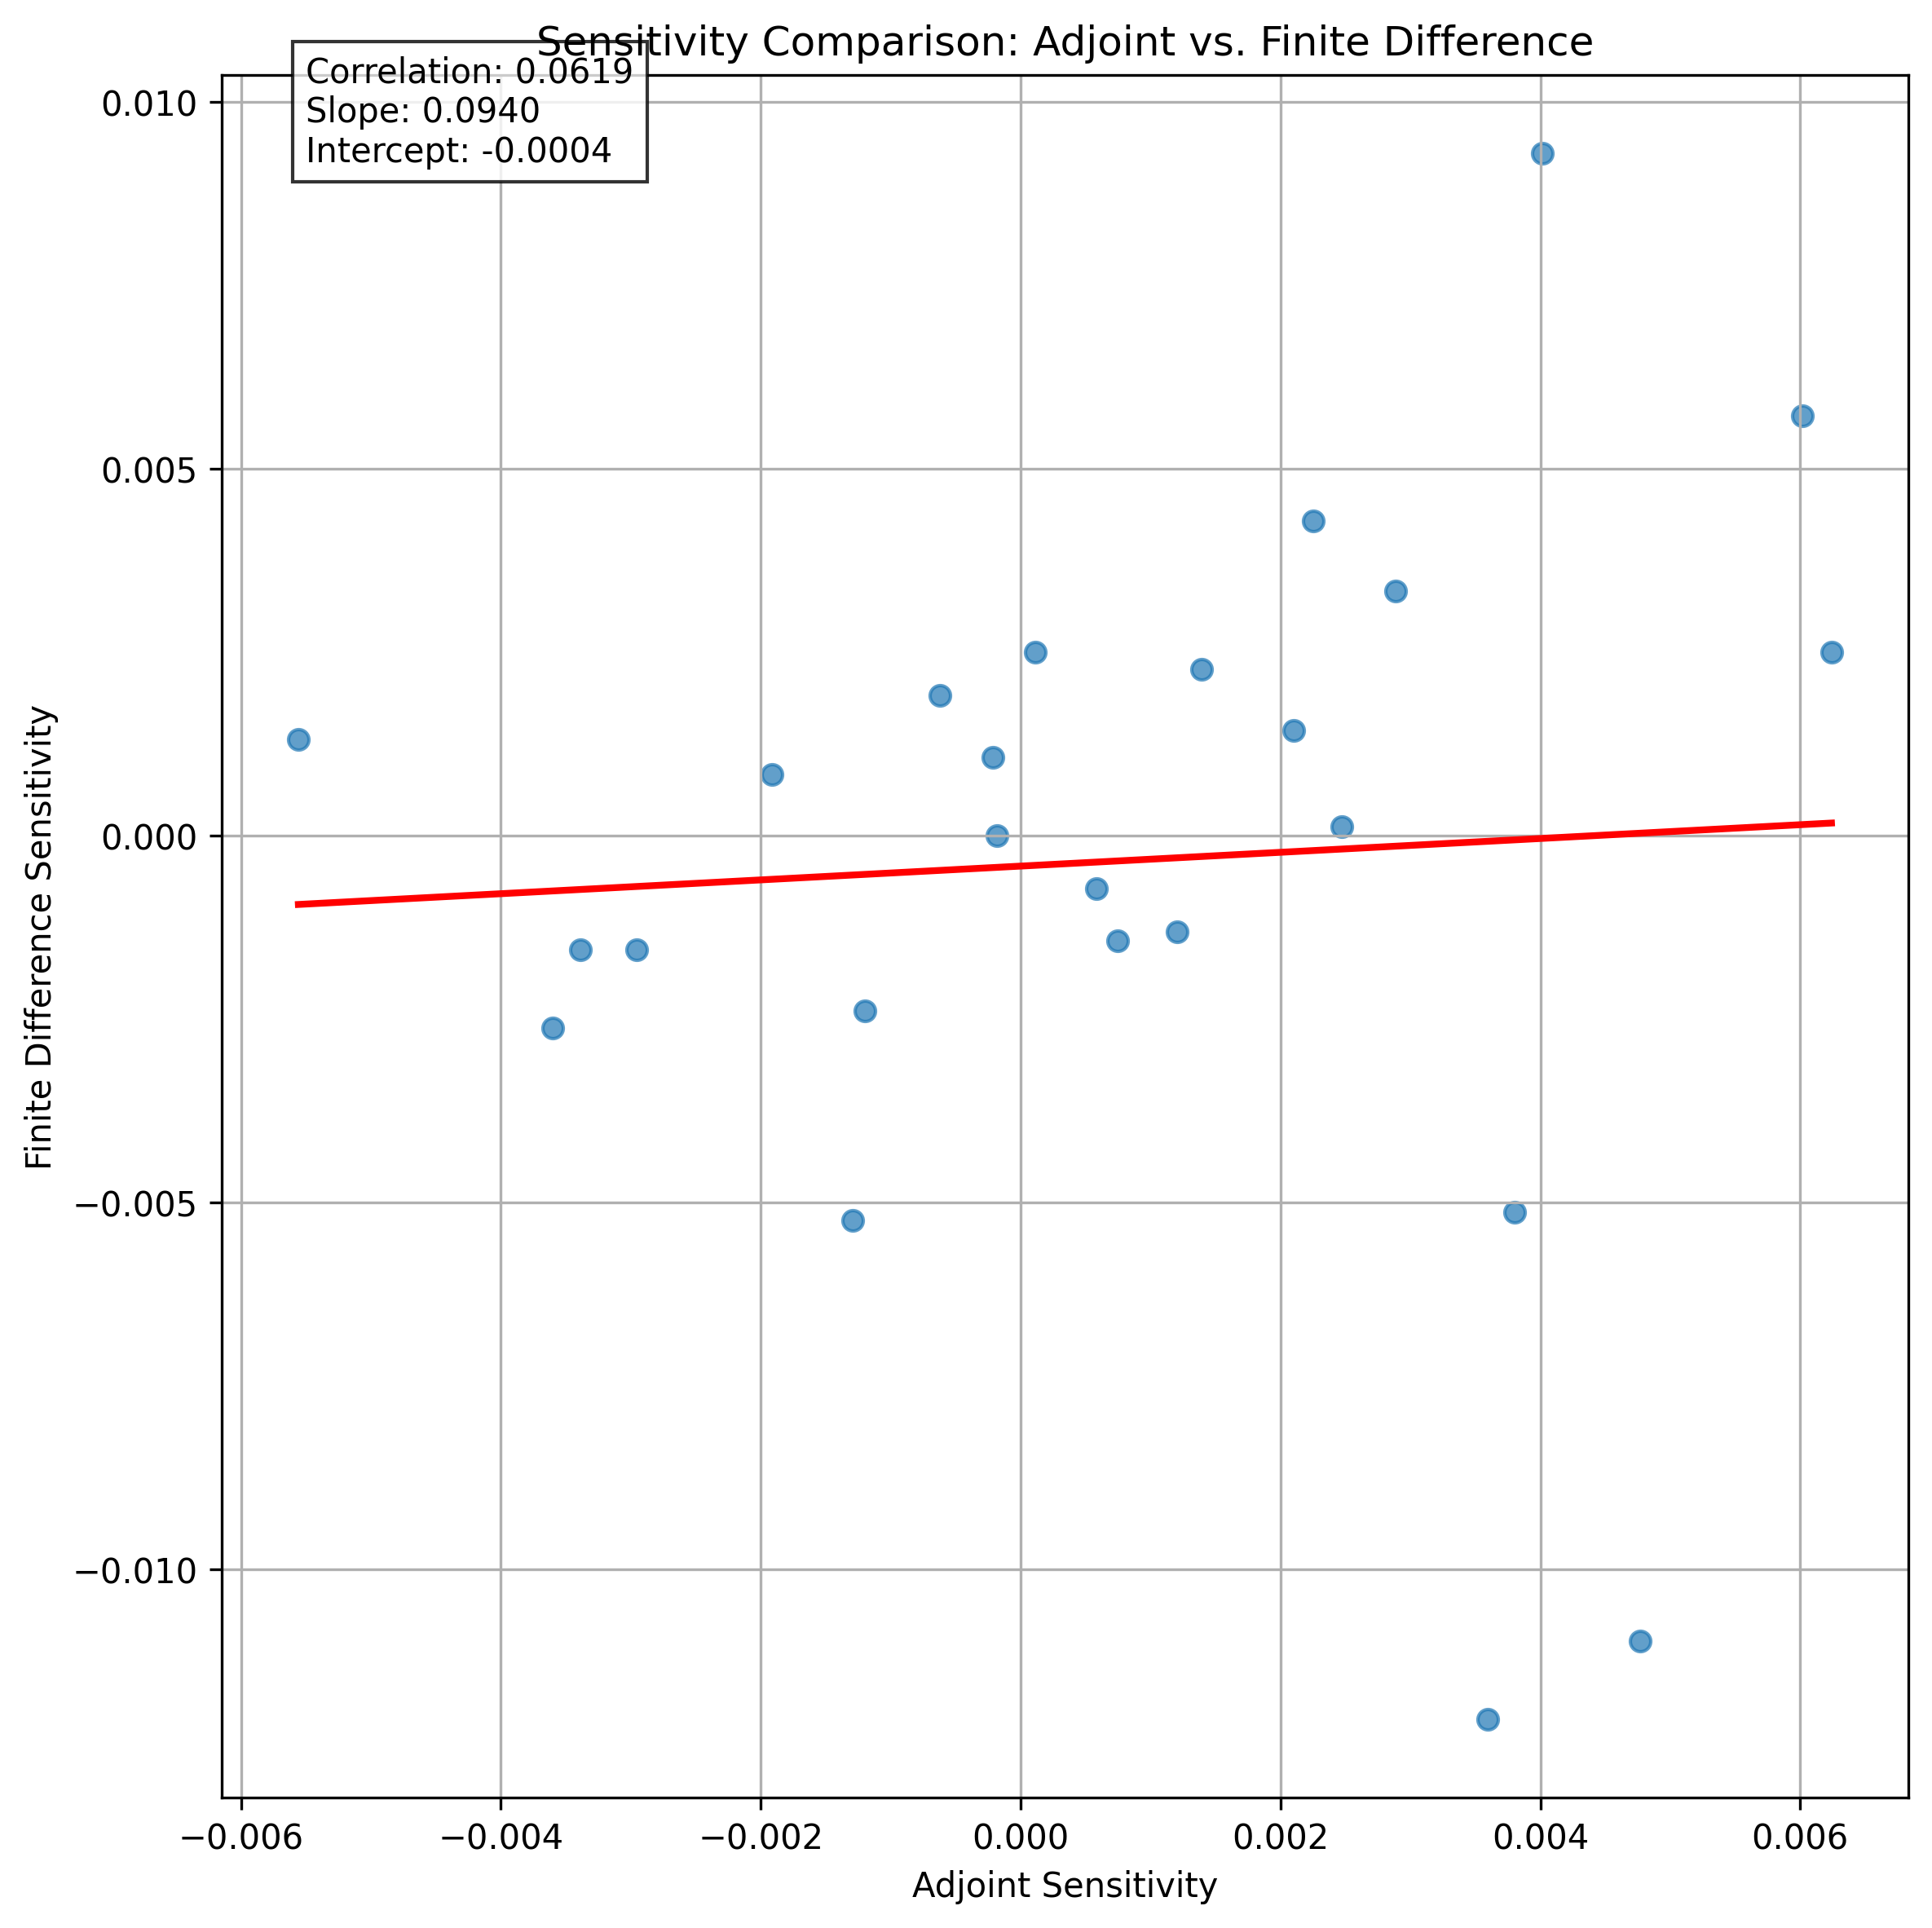 Sensitivity Comparison: Adjoint vs. Finite Difference
Correlation: 0.0619
Slope: 0.0940
Intercept: -0.0004
0.010
0.005
0.000
−0.005
−0.010
Finite Difference Sensitivity
−0.006 −0.004 −0.002 0.000 0.002 0.004 0.006
Adjoint Sensitivity